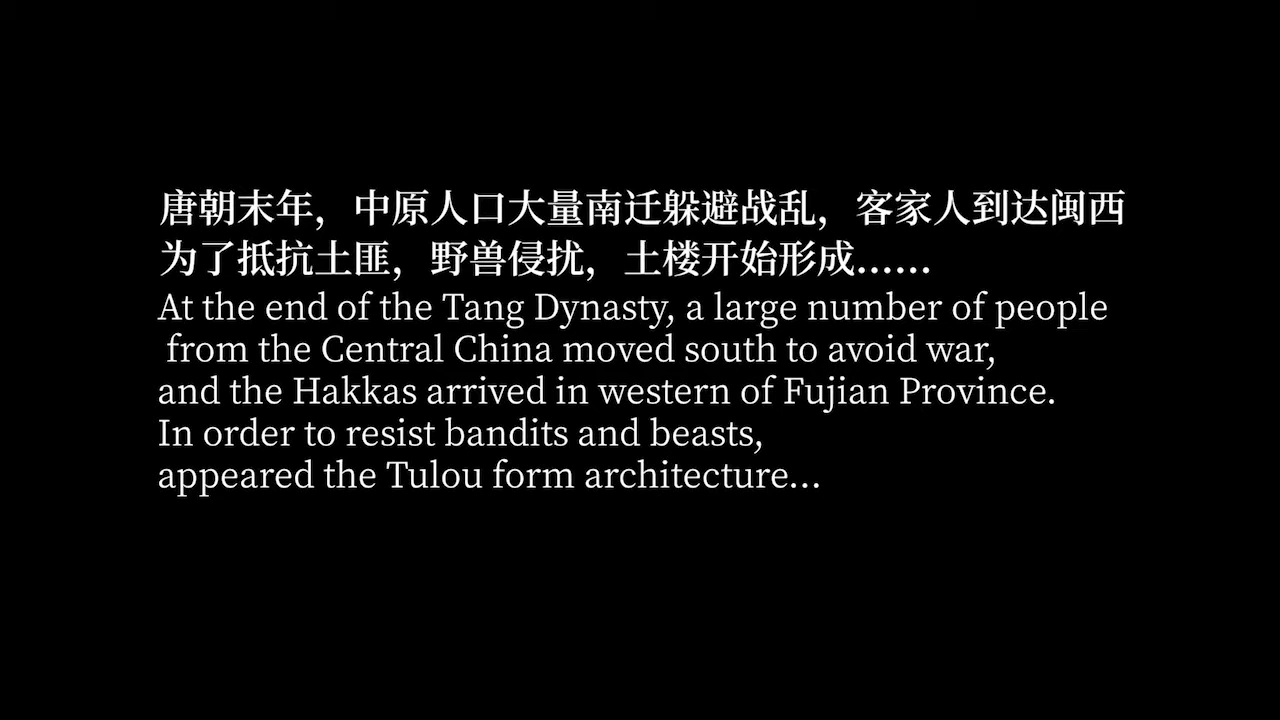 唐朝末年，中原人口大量南迁躲避战乱，客家人到达闽西
为了抵抗土匪，野兽侵扰，土楼开始形成......
At the end of the Tang Dynasty, a large number of people
from the Central China moved south to avoid war,
and the Hakkas arrived in western of Fujian Province.
In order to resist bandits and beasts,
appeared the Tulou form architecture...